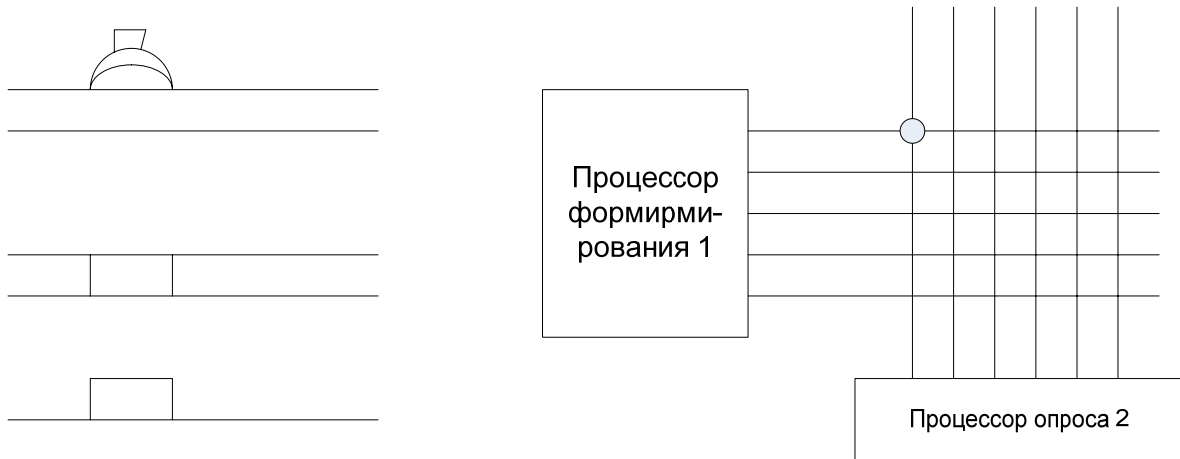 Процессор
формирми-
рования 1
Процессор опроса 2